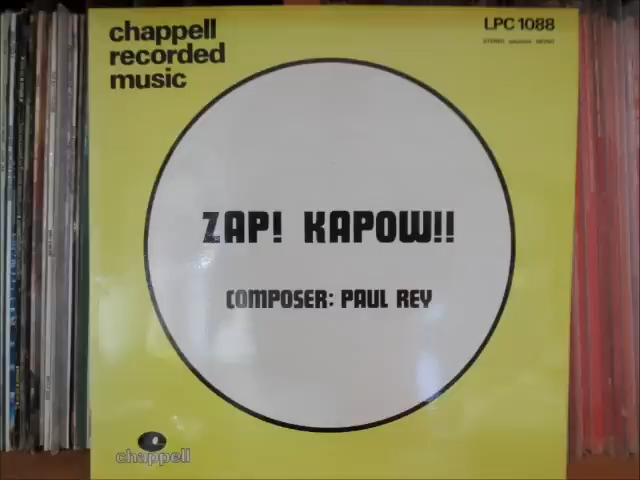 chappell
recorded
music
LPC 1088
ZAP! KAPOW!!
COMPOSER: PAUL REY
chappell